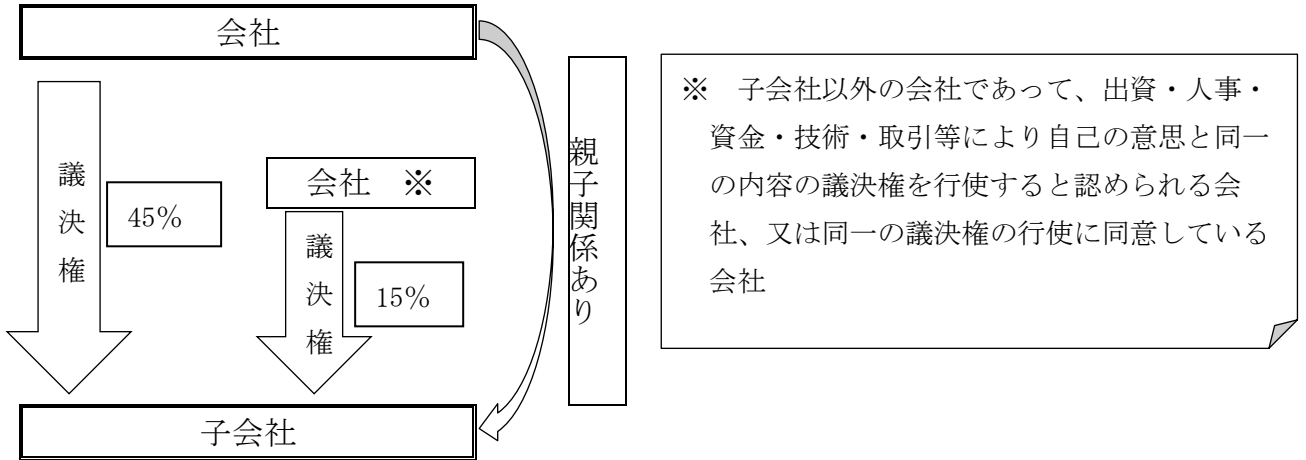 会社
議決権
45%
会社　※
議決権
15%
子会社
親子関係あり
※　子会社以外の会社であって、出資・人事・
資金・技術・取引等により自己の意思と同一
の内容の議決権を行使すると認められる会
社、又は同一の議決権の行使に同意している
会社